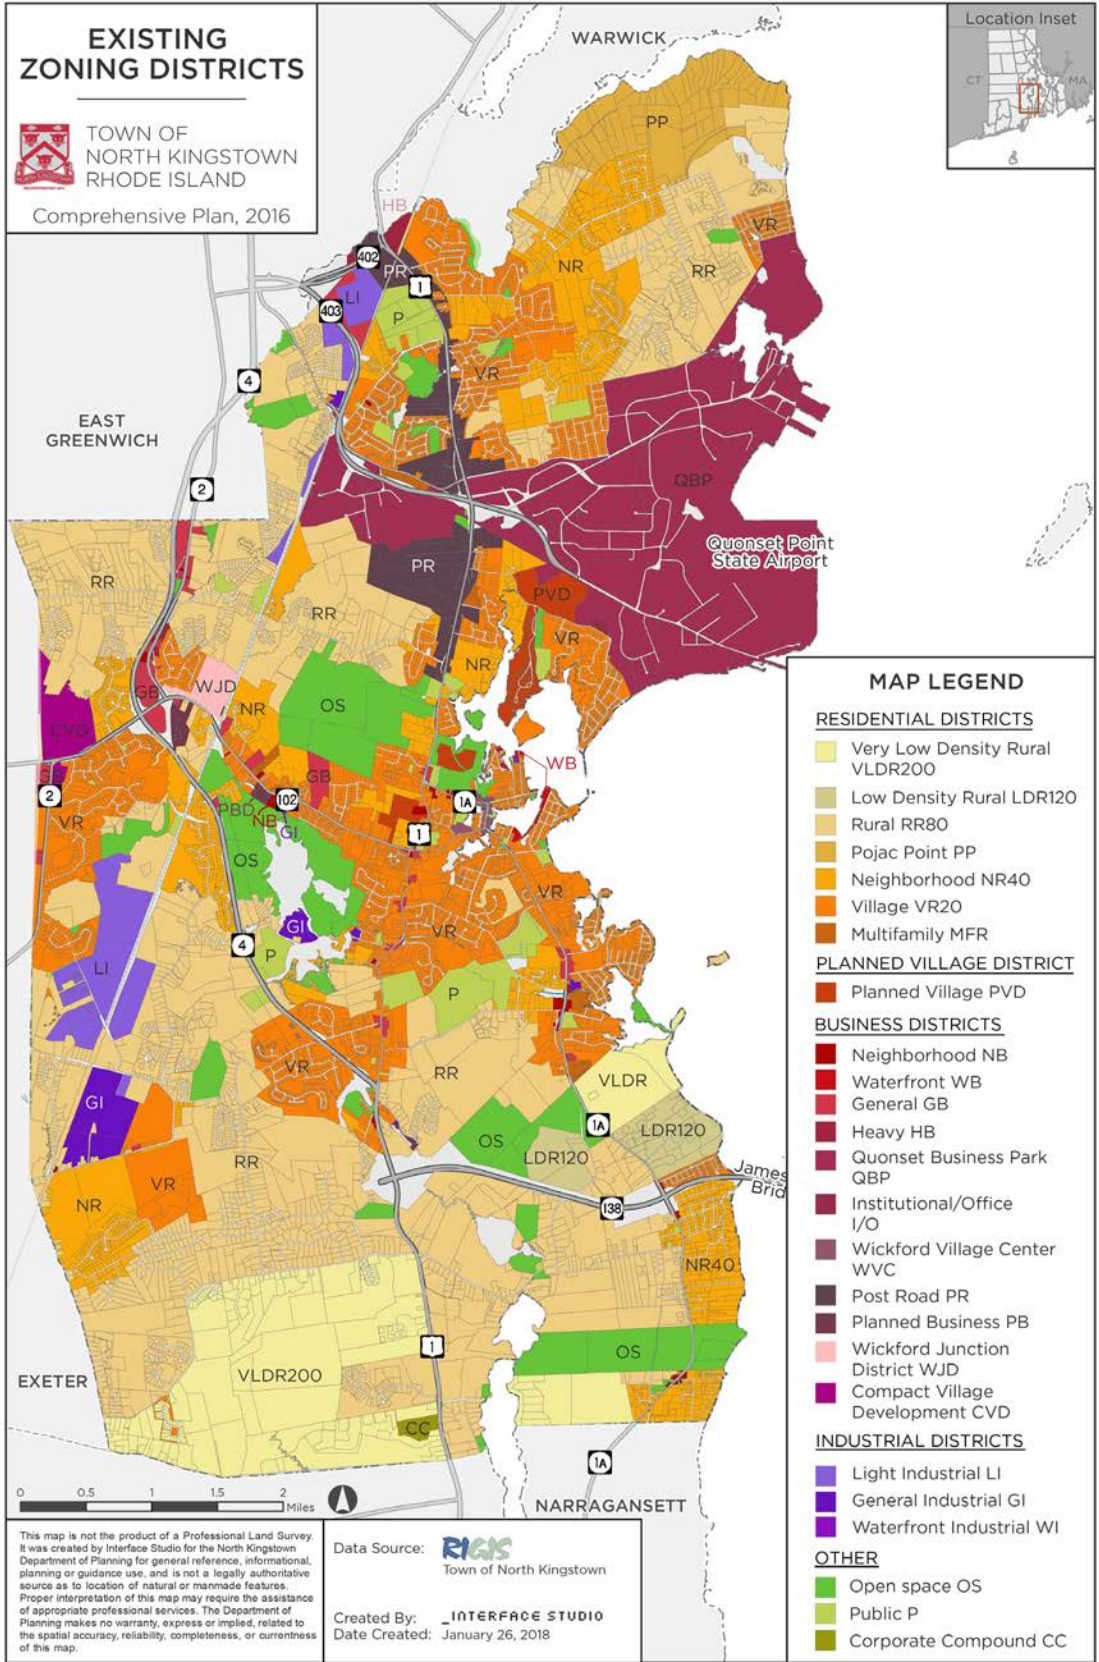 EXISTING
ZONING DISTRICTS
TOWN OF
NORTH KINGSTOWN
RHODE ISLAND
Comprehensive Plan, 2016
Location Inset
CT
MA
WARWICK
PP
HB
VR
402
PR
NR
RR
1
LI
403
P
4
VR
EAST
GREENWICH
2
QBP
Quonset Point
State Airport
RR
PR
PVD
RR
VR
NR
WJD
GB
NR
OS
CVD
WB
GB
GB
2
102
1A
PBD
NB
VR
GI
1
OS
VR
GI
VR
4
P
LI
P
VR
RR
VLDR
GI
1A
OS
LDR120
LDR120
RR
James
Brid
VR
NR
138
NR40
1
OS
VLDR200
EXETER
CC
1A
NARRAGANSETT
0 0.5 1 1.5 2
Miles
MAP LEGEND
RESIDENTIAL DISTRICTS
Very Low Density Rural
VLDR200
Low Density Rural LDR120
Rural RR80
Pojac Point PP
Neighborhood NR40
Village VR20
Multifamily MFR
PLANNED VILLAGE DISTRICT
Planned Village PVD
BUSINESS DISTRICTS
Neighborhood NB
Waterfront WB
General GB
Heavy HB
Quonset Business Park
QBP
Institutional/Office
I/O
Wickford Village Center
WVC
Post Road PR
Planned Business PB
Wickford Junction
District WJD
Compact Village
Development CVD
INDUSTRIAL DISTRICTS
Light Industrial LI
General Industrial GI
Waterfront Industrial WI
OTHER
Open space OS
Public P
Corporate Compound CC
This map is not the product of a Professional Land Survey.
It was created by Interface Studio for the North Kingstown
Department of Planning for general reference, informational,
planning or guidance use, and is not a legally authoritative
source as to location of natural or manmade features.
Proper interpretation of this map may require the assistance
of appropriate professional services. The Department of
Planning makes no warranty, express or implied, related to
the spatial accuracy, reliability, completeness, or currentness
of this map.
Data Source: RIGIS
Town of North Kingstown
Created By: _INTERFACE STUDIO
Date Created: January 26, 2018